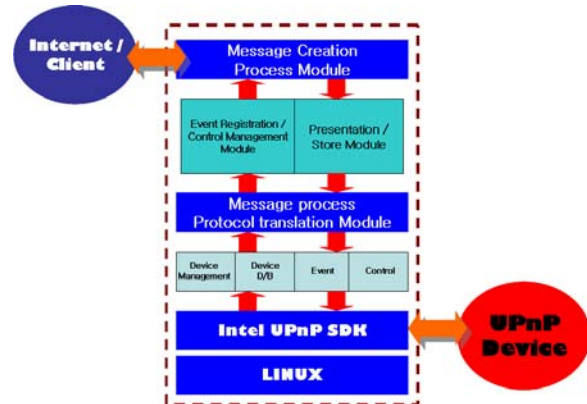 Internet /
Client
Message Creation
Process Module
Event Registration /
Control Management
Module
Presentation /
Store Module
Message process
Protocol translation Module
Device
Management
Device
D/B
Event
Control
Intel UPnP SDK
UPnP
Device
LINUX